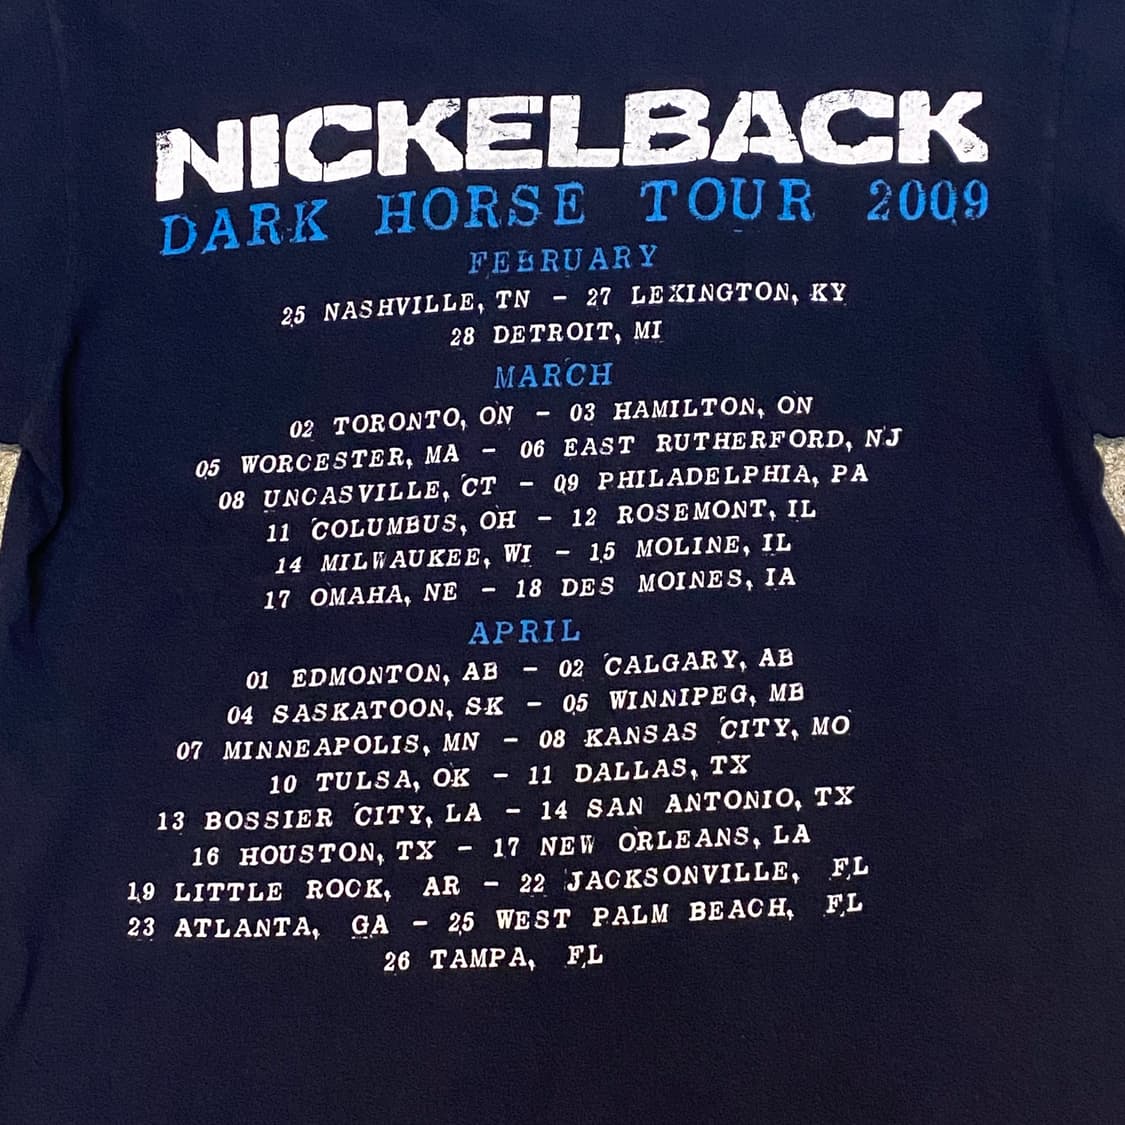 NICKELBACK
DARK HORSE TOUR 2009
FEBRUARY
25 NASHVILLE, TN - 27 LEXINGTON, KY
28 DETROIT, MI
MARCH
02 TORONTO, ON - 03 HAMILTON, ON
05 WORCESTER, MA - 06 EAST RUTHERFORD, NJ
08 UNCASVILLE, CT - 09 PHILADELPHIA, PA
11 COLUMBUS, OH - 12 ROSEMONT, IL
14 MILWAUKEE, WI - 15 MOLINE, IL
17 OMAHA, NE - 18 DES MOINES, IA
APRIL
01 EDMONTON, AB - 02 CALGARY, AB
04 SASKATOON, SK - 05 WINNIPEG, MB
07 MINNEAPOLIS, MN - 08 KANSAS CITY, MO
10 TULSA, OK - 11 DALLAS, TX
13 BOSSIER CITY, LA - 14 SAN ANTONIO, TX
16 HOUSTON, TX - 17 NEW ORLEANS, LA
19 LITTLE ROCK, AR - 22 JACKSONVILLE, FL
23 ATLANTA, GA - 25 WEST PALM BEACH, FL
26 TAMPA, FL